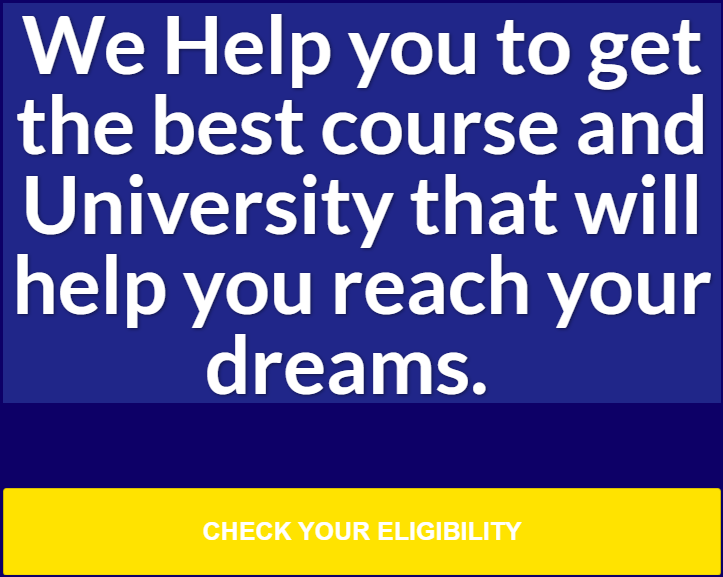 We Help you to get
the best course and
University that will
help you reach your
dreams.
CHECK YOUR ELIGIBILITY